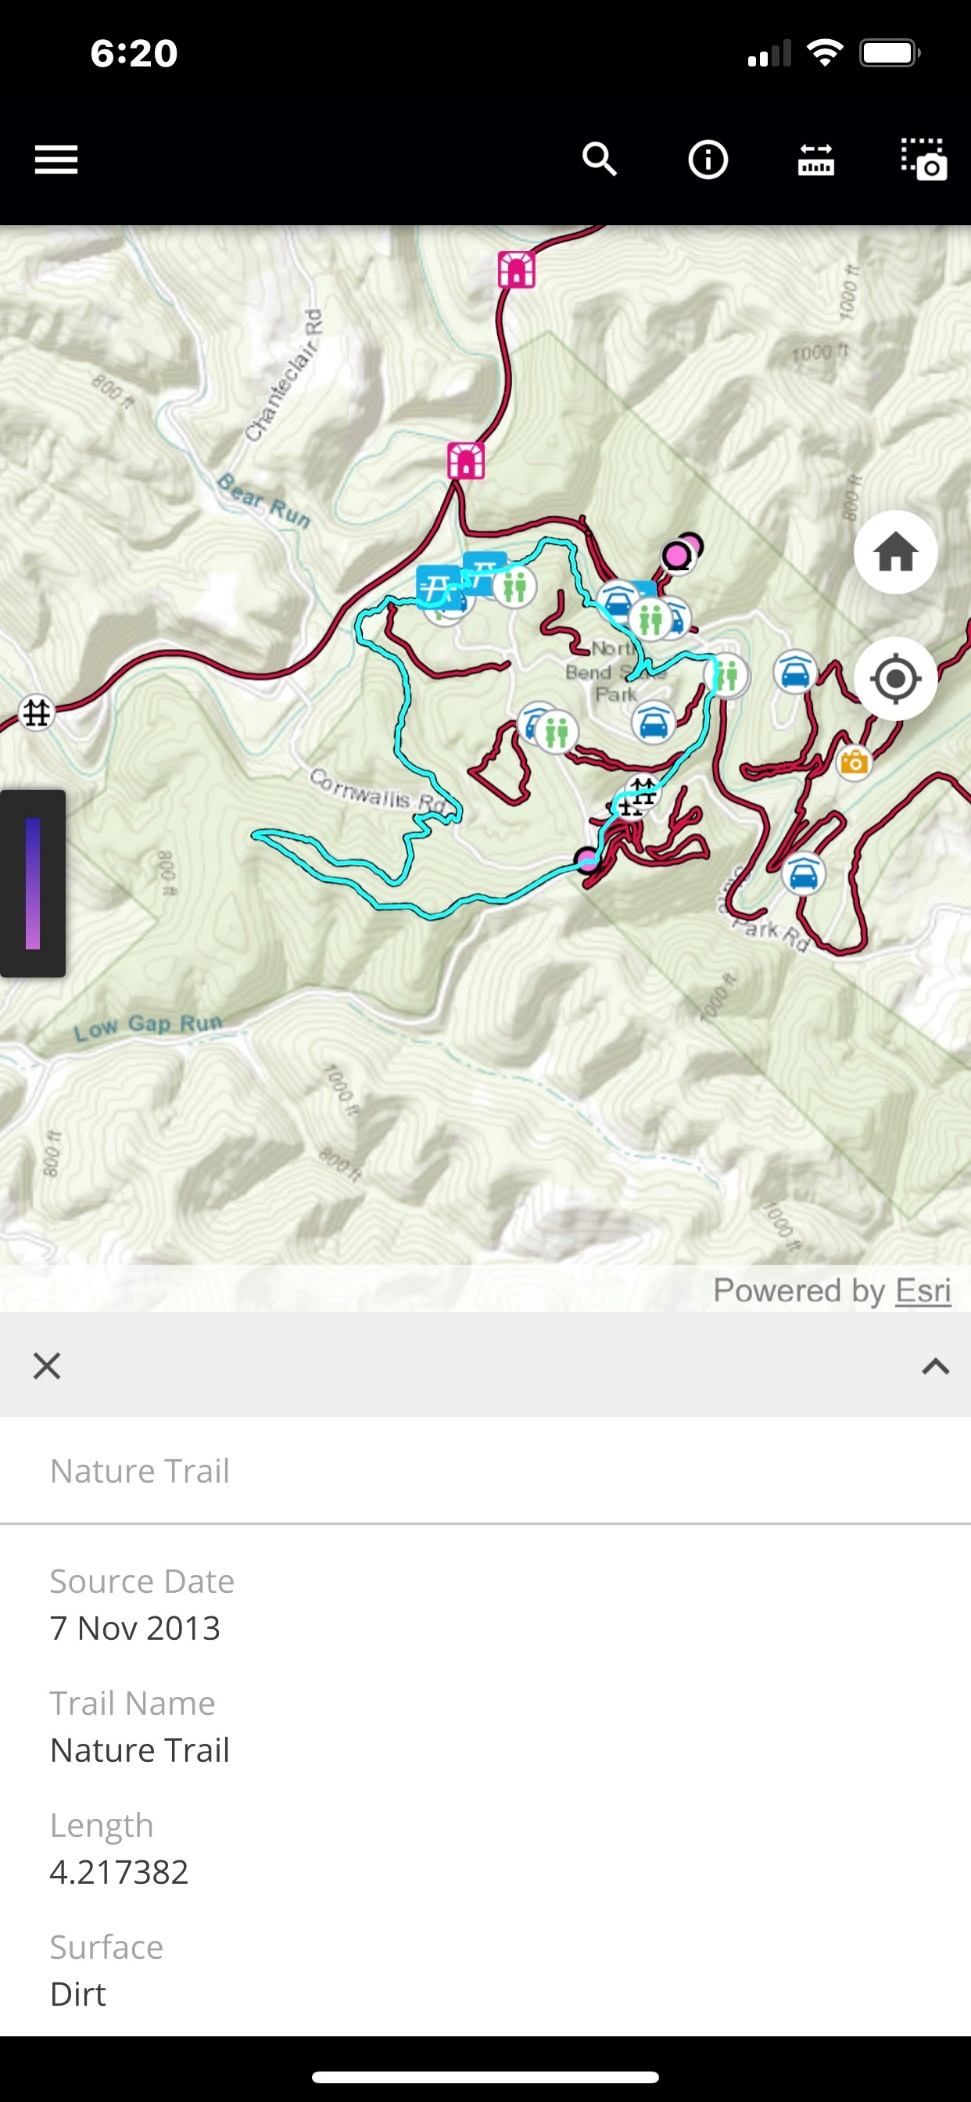 6:20
1000 ft
Chanteclair Rd
1000 ft
800 ft
Bear Run
800 ft
North
Bend State
Park
Cornwallis Rd
800 ft
Park Rd
1000 ft
Low Gap Run
1000 ft
800 ft
800 ft
1000 ft
Powered by Esri
Nature Trail
Source Date
7 Nov 2013
Trail Name
Nature Trail
Length
4.217382
Surface
Dirt